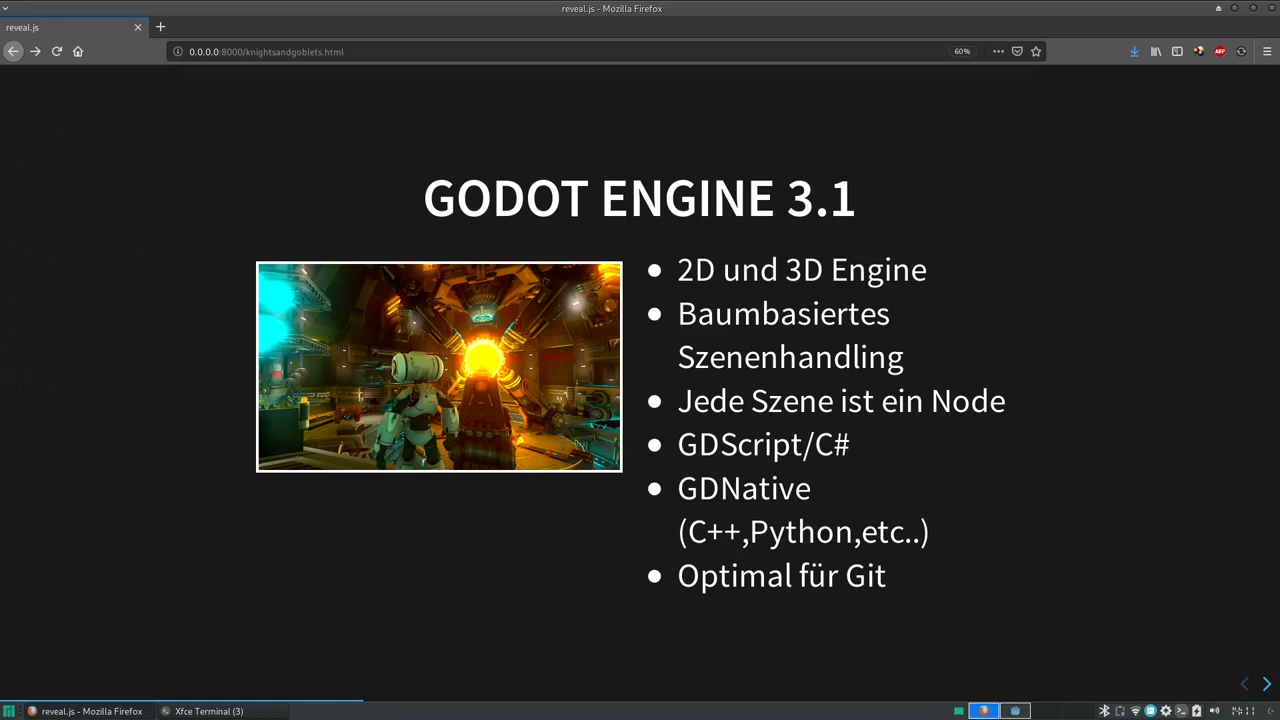 reveal.js - Mozilla Firefox
reveal.js
0.0.0.0:8000/knightsandgoblets.html
60%
ABP
GODOT ENGINE 3.1
2D und 3D Engine
Baumbasiertes
Szenenhandling
Jede Szene ist ein Node
GDScript/C#
GDNative
(C++,Python,etc..)
Optimal für Git
reveal.js - Mozilla Firefox
Xfce Terminal (3)